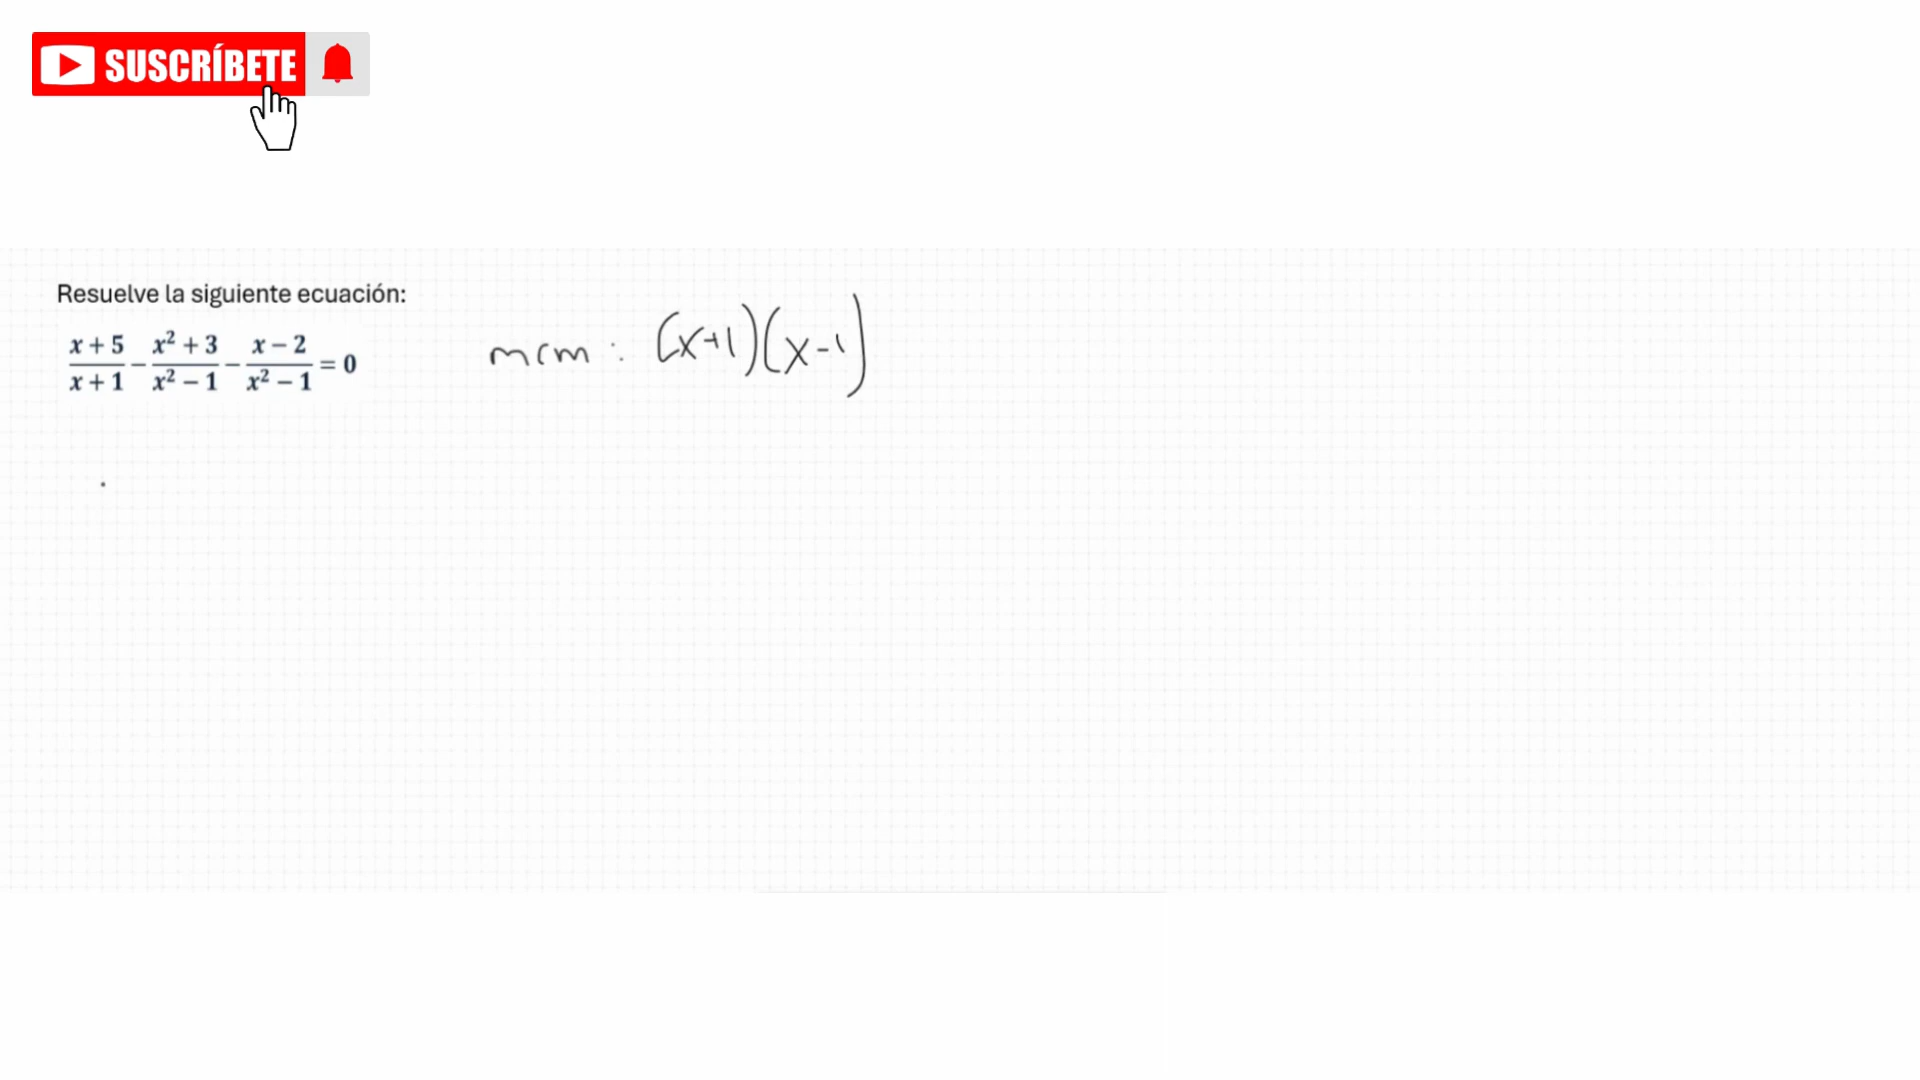 SUSCRÍBETE
Resuelve la siguiente ecuación:
x + 5 / x + 1 − x² + 3 / x² − 1 − x − 2 / x² − 1 = 0
mcm : (x+1)(x-1)